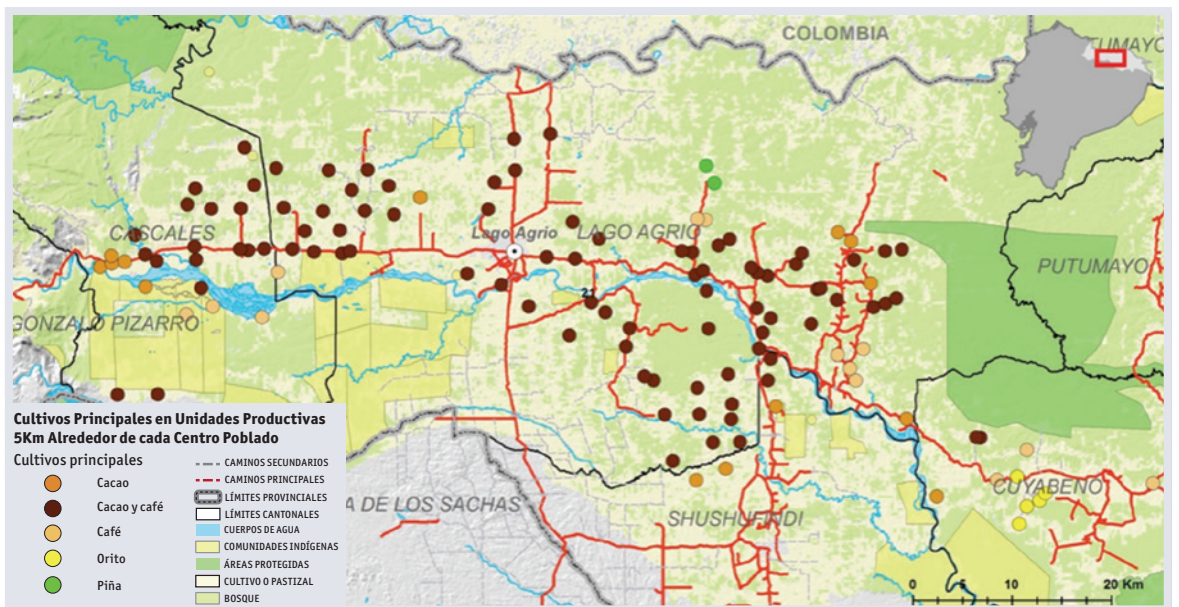 COLOMBIA
TUMAYO
CASCALES
Lago Agrio
LAGO AGRIO
PUTUMAYO
21
GONZALO PIZARRO
CUYABENO
A DE LOS SACHAS
SHUSHUFINDI
0 5 10 20 Km
Cultivos Principales en Unidades Productivas
5Km Alrededor de cada Centro Poblado
Cultivos principales
Cacao
Cacao y café
Café
Orito
Piña
CAMINOS SECUNDARIOS
CAMINOS PRINCIPALES
LÍMITES PROVINCIALES
LÍMITES CANTONALES
CUERPOS DE AGUA
COMUNIDADES INDÍGENAS
ÁREAS PROTEGIDAS
CULTIVO O PASTIZAL
BOSQUE